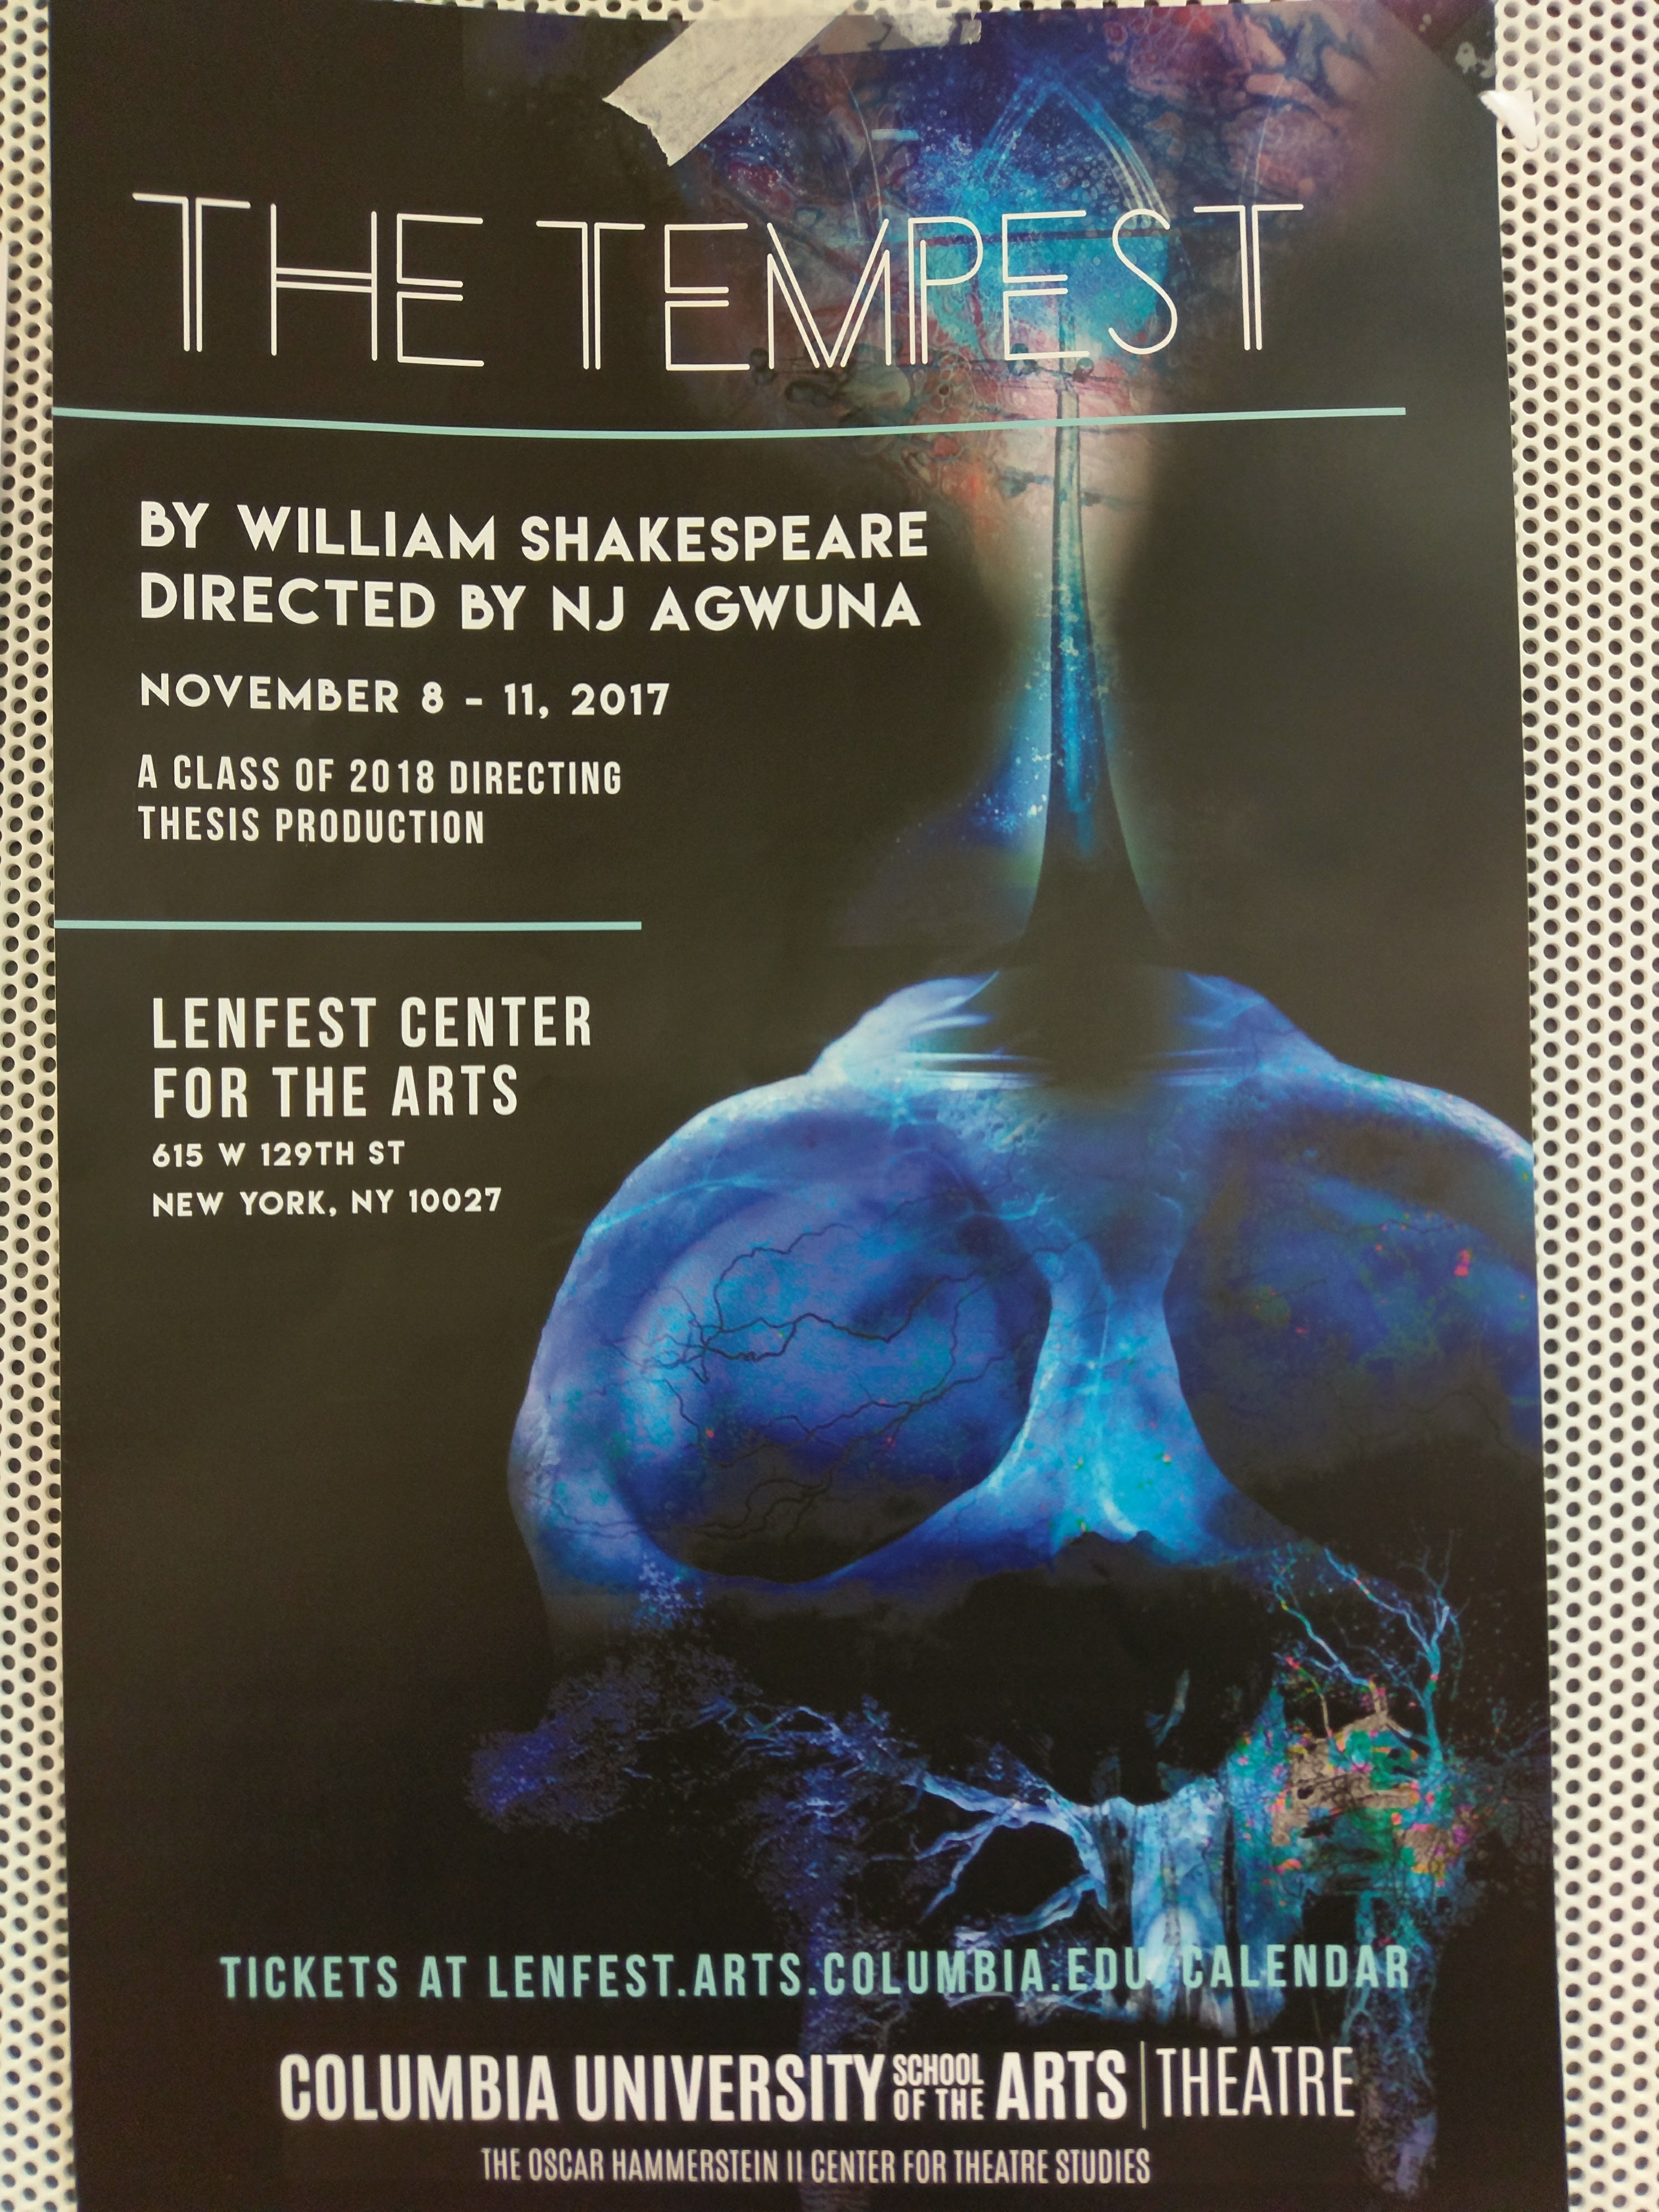 THE TEMPEST
BY WILLIAM SHAKESPEARE
DIRECTED BY NJ AGWUNA
NOVEMBER 8 - 11, 2017
A CLASS OF 2018 DIRECTING
THESIS PRODUCTION
LENFEST CENTER
FOR THE ARTS
615 W 129TH ST
NEW YORK, NY 10027
TICKETS AT LENFEST.ARTS.COLUMBIA.EDU/CALENDAR
COLUMBIA UNIVERSITY SCHOOL OF THE ARTS | THEATRE
THE OSCAR HAMMERSTEIN II CENTER FOR THEATRE STUDIES